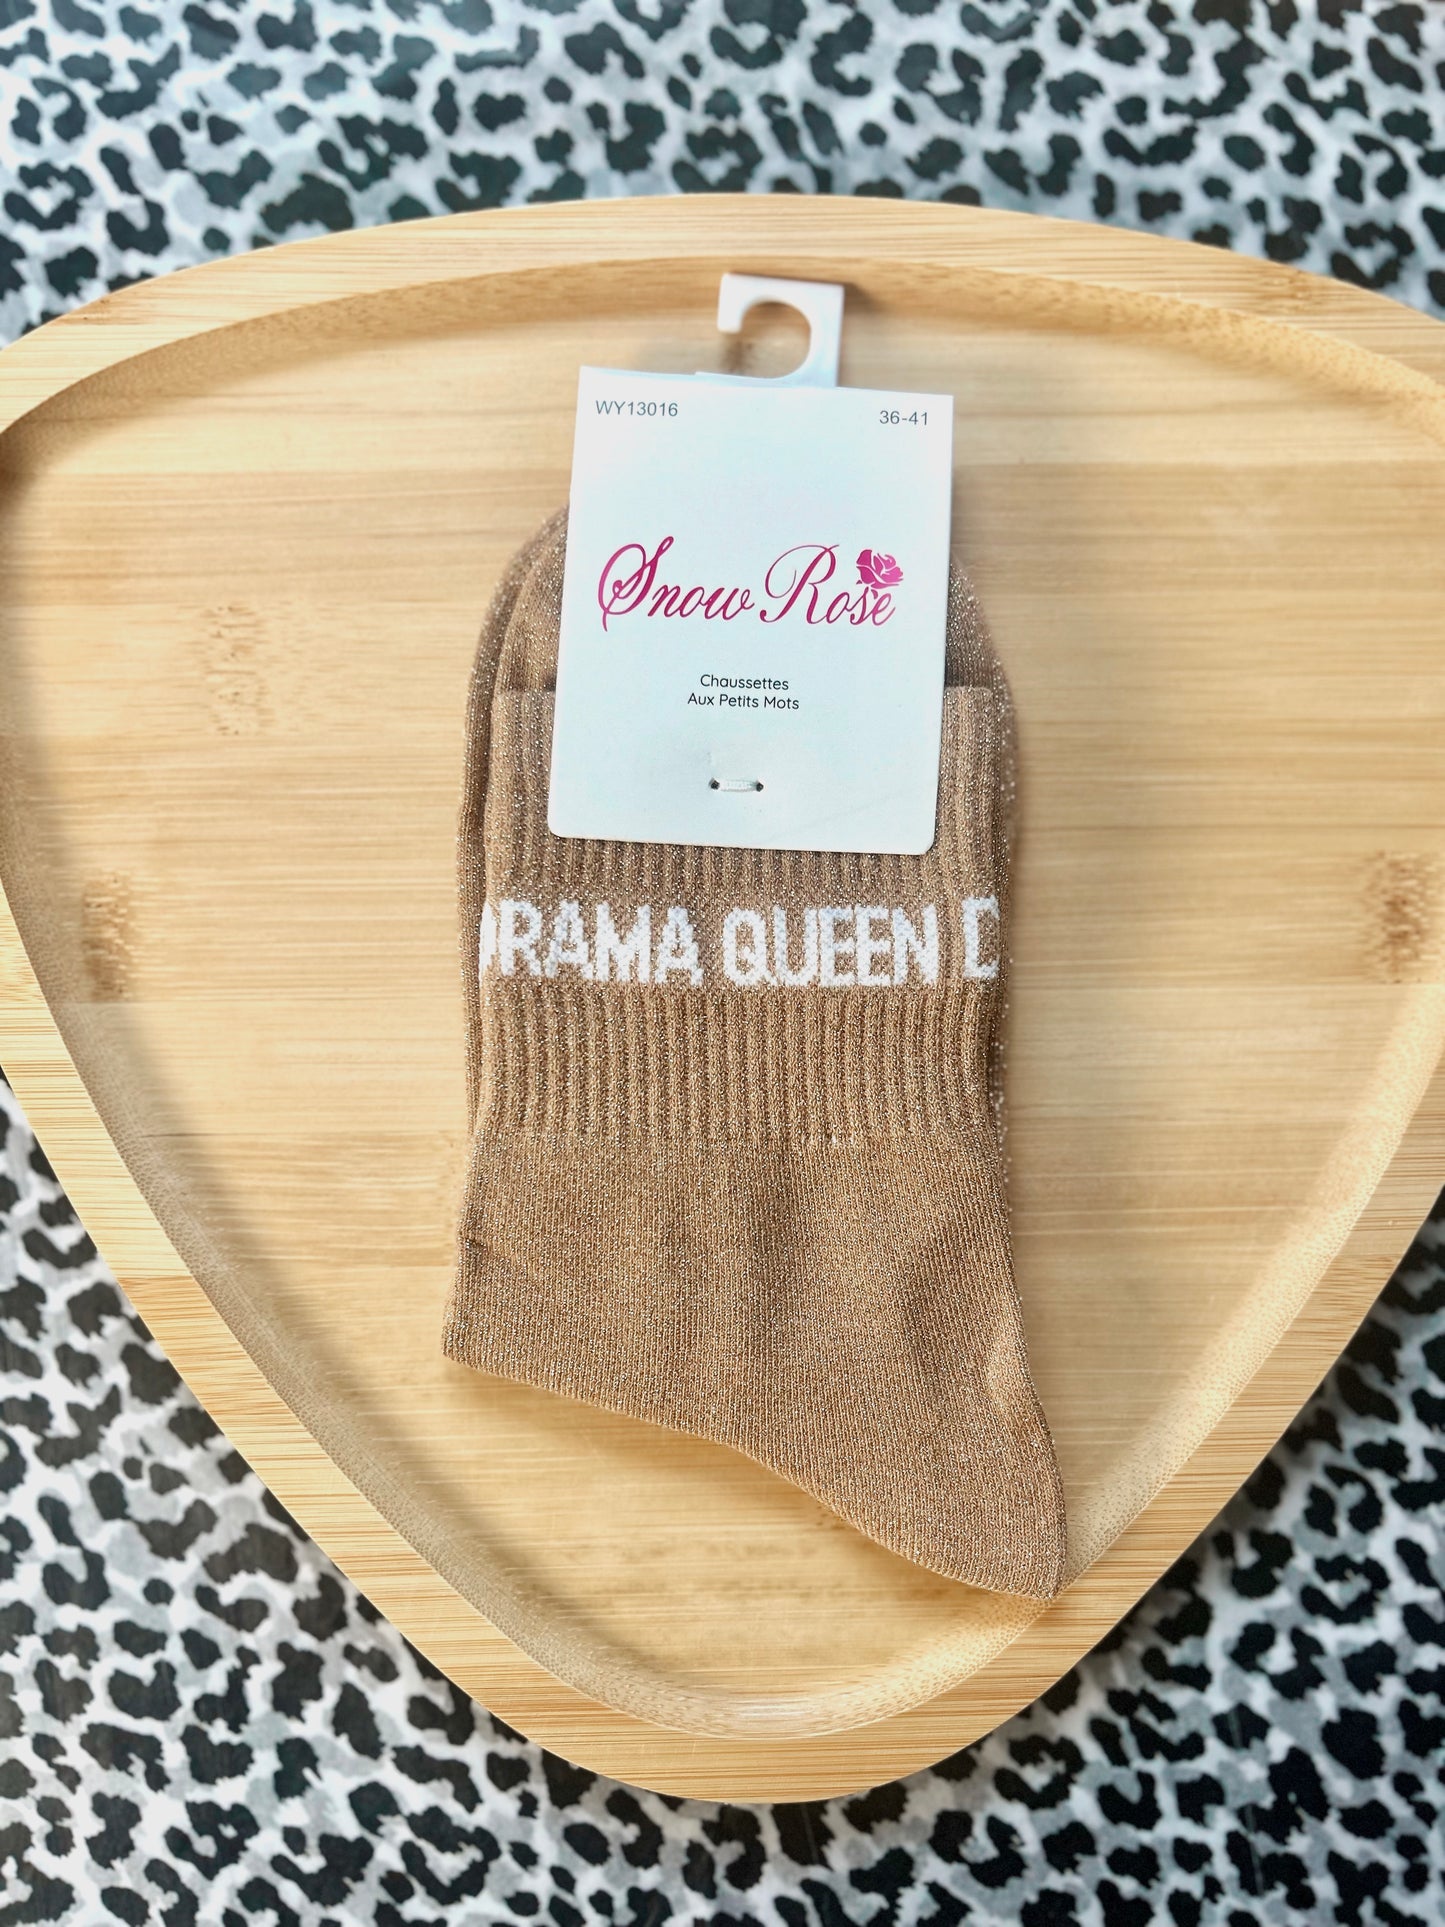 WY13016 36-41
Snow Rose
Chaussettes
Aux Petits Mots
DRAMA QUEEN D